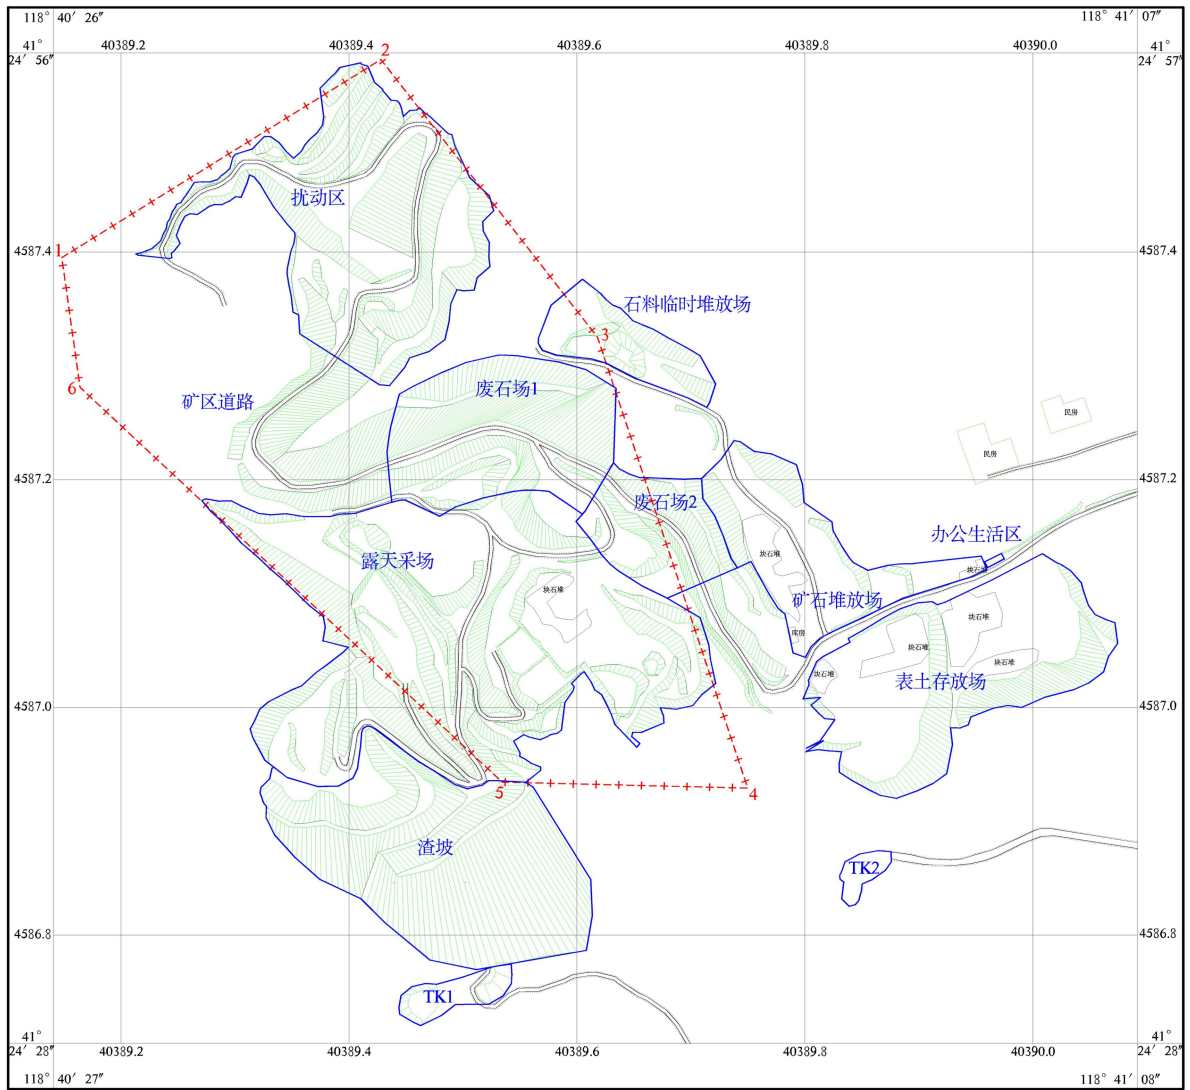 118° 40′ 26″
118° 41′ 07″
41°
24′ 56″
40389.2
40389.4
40389.6
40389.8
40390.0
41°
24′ 57″
2
扰动区
1
4587.4
4587.4
石料临时堆放场
3
6
矿区道路
废石场1
民房
民房
4587.2
4587.2
废石场2
办公生活区
露天采场
块石堆
块石堆
块石堆
矿石堆放场
库房
块石堆
块石堆
块石堆
块石堆
表土存放场
4587.0
4587.0
5
4
渣坡
TK2
4586.8
4586.8
TK1
41°
24′ 28″
40389.2
40389.4
40389.6
40389.8
40390.0
41°
24′ 28″
118° 40′ 27″
118° 41′ 08″